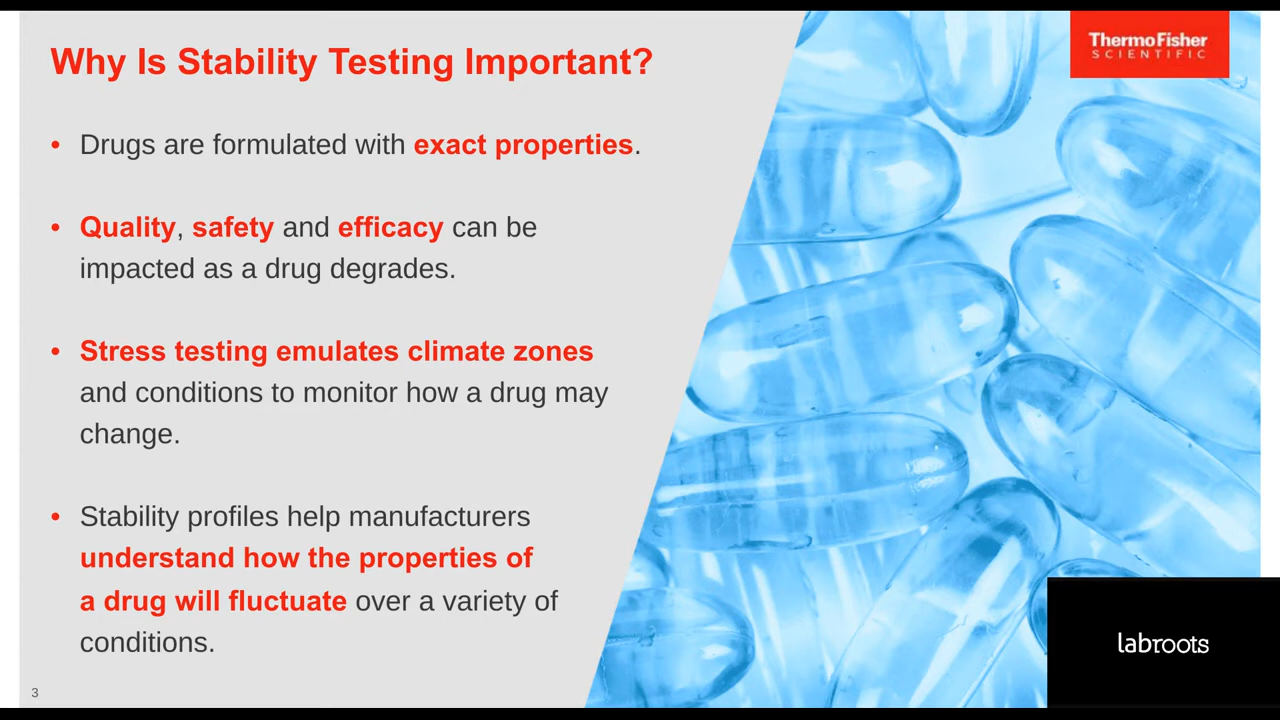 Why Is Stability Testing Important?
ThermoFisher
SCIENTIFIC
• Drugs are formulated with exact properties.
• Quality, safety and efficacy can be
impacted as a drug degrades.
• Stress testing emulates climate zones
and conditions to monitor how a drug may
change.
• Stability profiles help manufacturers
understand how the properties of
a drug will fluctuate over a variety of
conditions.
3
labroots